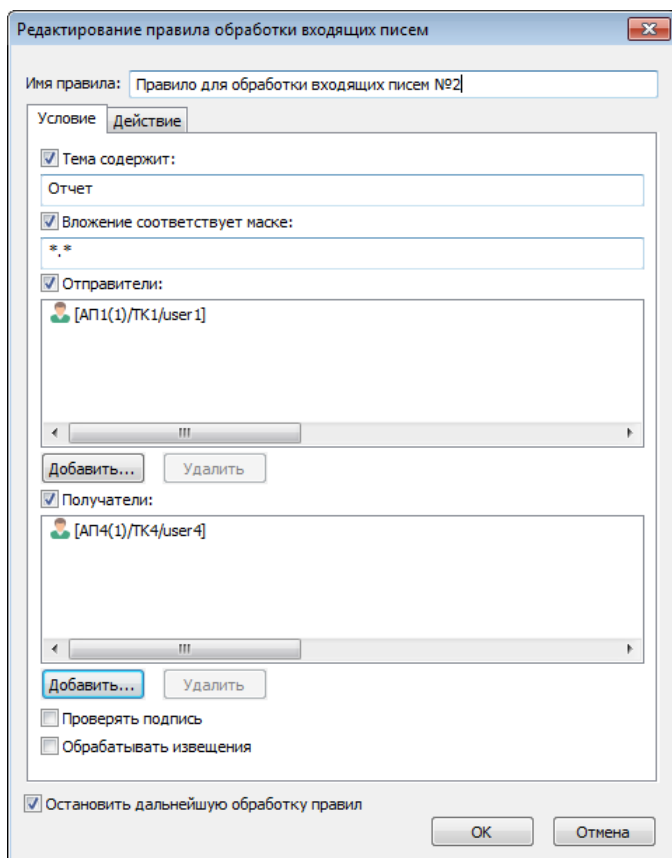 Редактирование правила обработки входящих писем
Имя правила: Правило для обработки входящих писем №2
Условие Действие
Тема содержит:
Отчет
Вложение соответствует маске:
*.*
Отправители:
[АП1(1)/ТК1/user1]
Добавить... Удалить
Получатели:
[АП4(1)/ТК4/user4]
Добавить... Удалить
Проверять подпись
Обрабатывать извещения
Остановить дальнейшую обработку правил
ОК Отмена